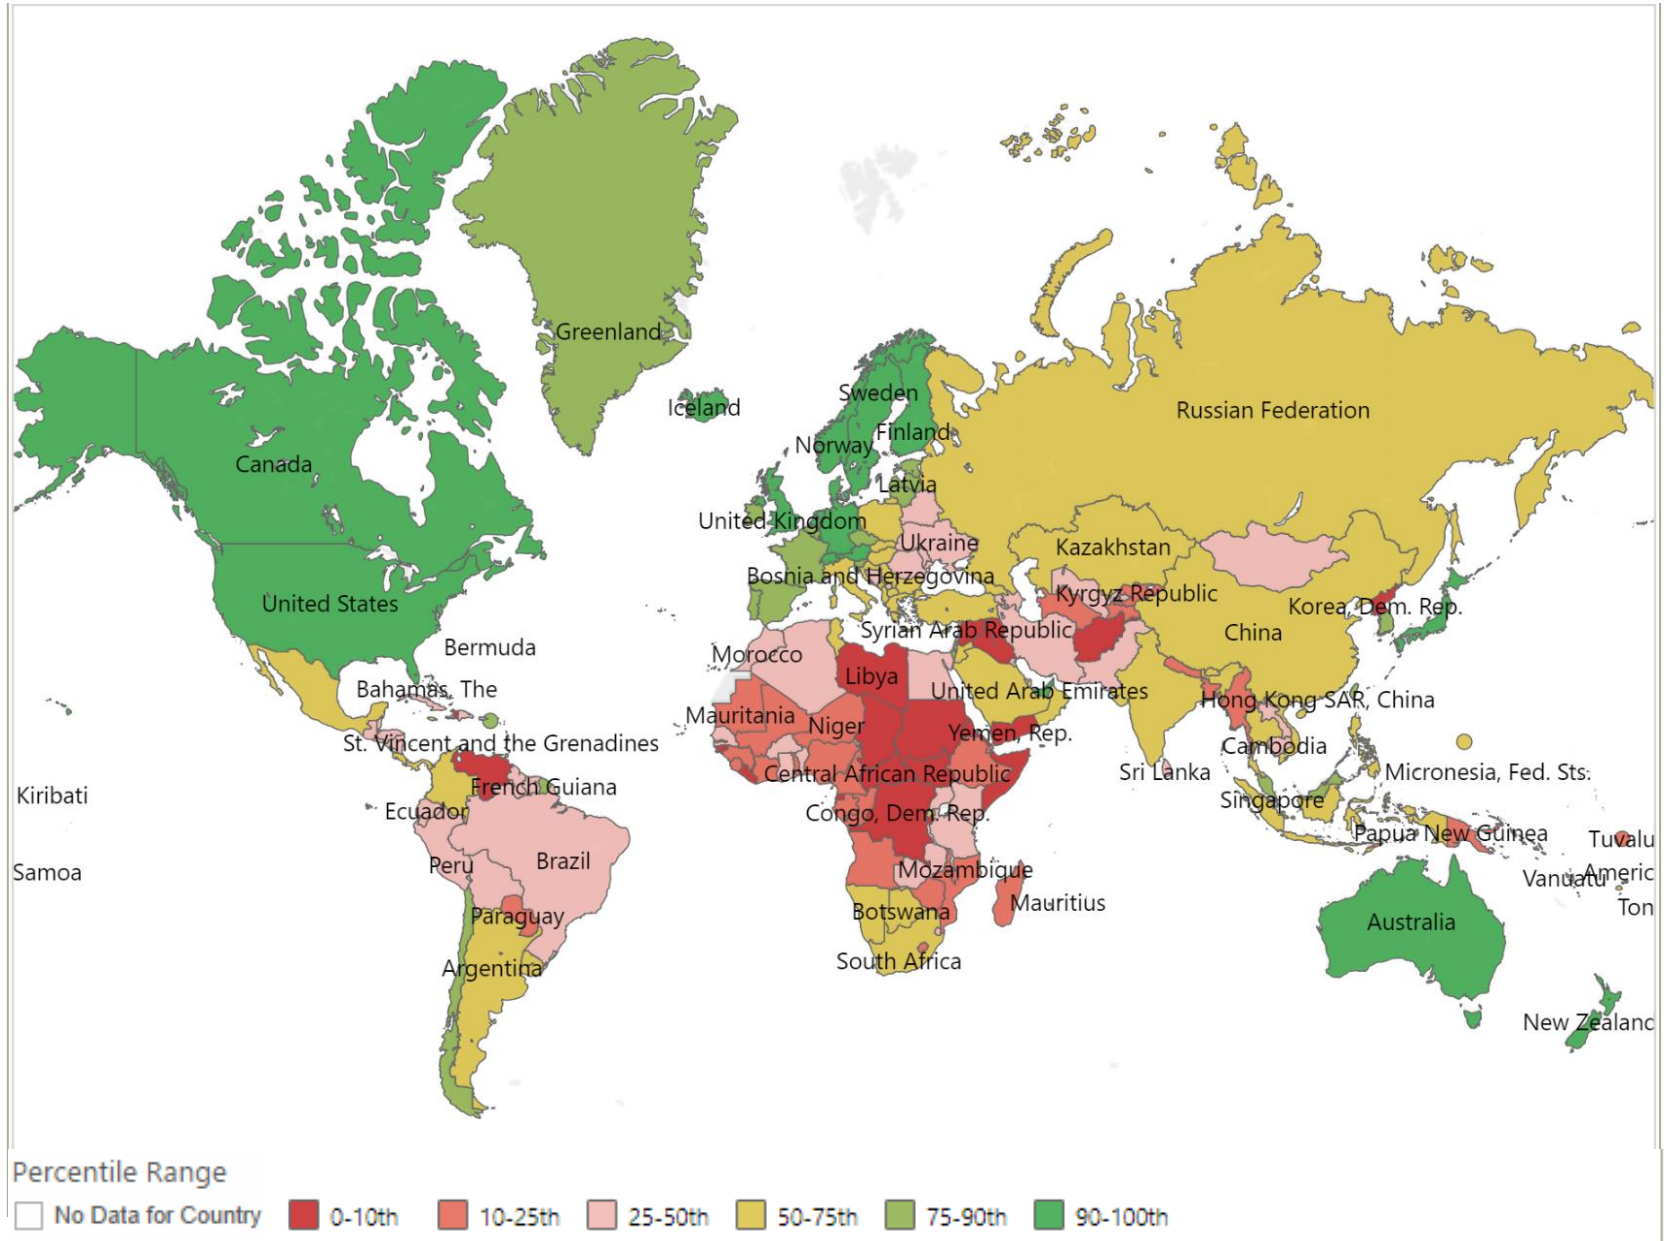 Greenland
Iceland
Sweden
Russian Federation
Finland
Norway
Canada
Latvia
United Kingdom
Ukraine
Kazakhstan
Bosnia and Herzegovina
Kyrgyz Republic
United States
Korea, Dem. Rep.
Syrian Arab Republic
China
Bermuda
Morocco
Libya
Bahamas, The
United Arab Emirates
Hong Kong SAR, China
Mauritania
Niger
Yemen, Rep.
St. Vincent and the Grenadines
Cambodia
Central African Republic
Sri Lanka
Micronesia, Fed. Sts.
French Guiana
Kiribati
Singapore
Ecuador
Congo, Dem. Rep.
Papua New Guinea
Tuvalu
Peru
Brazil
Mozambique
Samoa
Americ
Vanuatu
Mauritius
Ton
Botswana
Paraguay
Australia
South Africa
Argentina
New Zealand
Percentile Range
No Data for Country 0-10th 10-25th 25-50th 50-75th 75-90th 90-100th